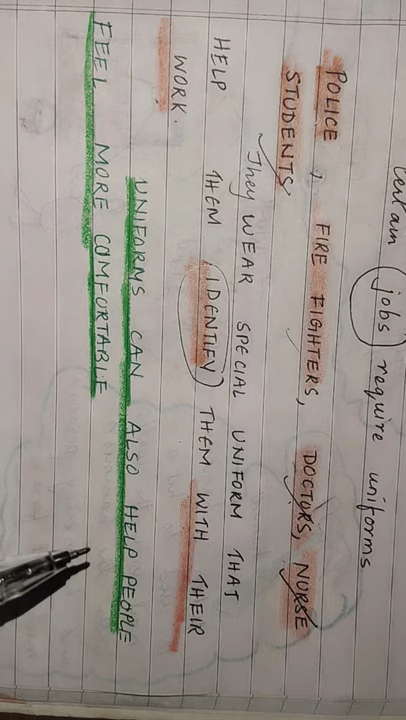 Certain jobs require uniforms
POLICE, FIRE FIGHTERS, DOCTORS, NURSE
STUDENTS
They WEAR SPECIAL UNIFORM THAT
HELP THEM IDENTIFY THEM WITH THEIR
WORK.
UNIFORMS CAN ALSO HELP PEOPLE
FEEL MORE COMFORTABLE